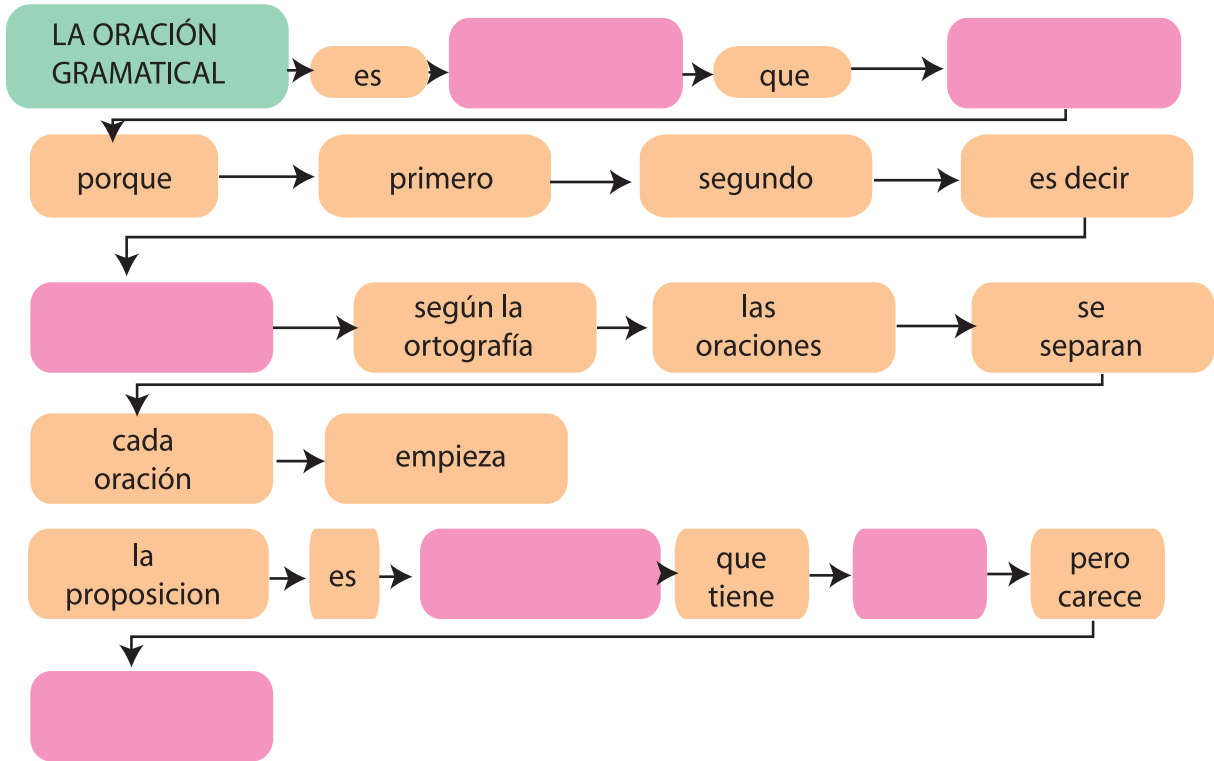 LA ORACIÓN
GRAMATICAL
es
que
porque
primero
segundo
es decir
según la
ortografía
las
oraciones
se
separan
cada
oración
empieza
la
proposicion
es
que
tiene
pero
carece